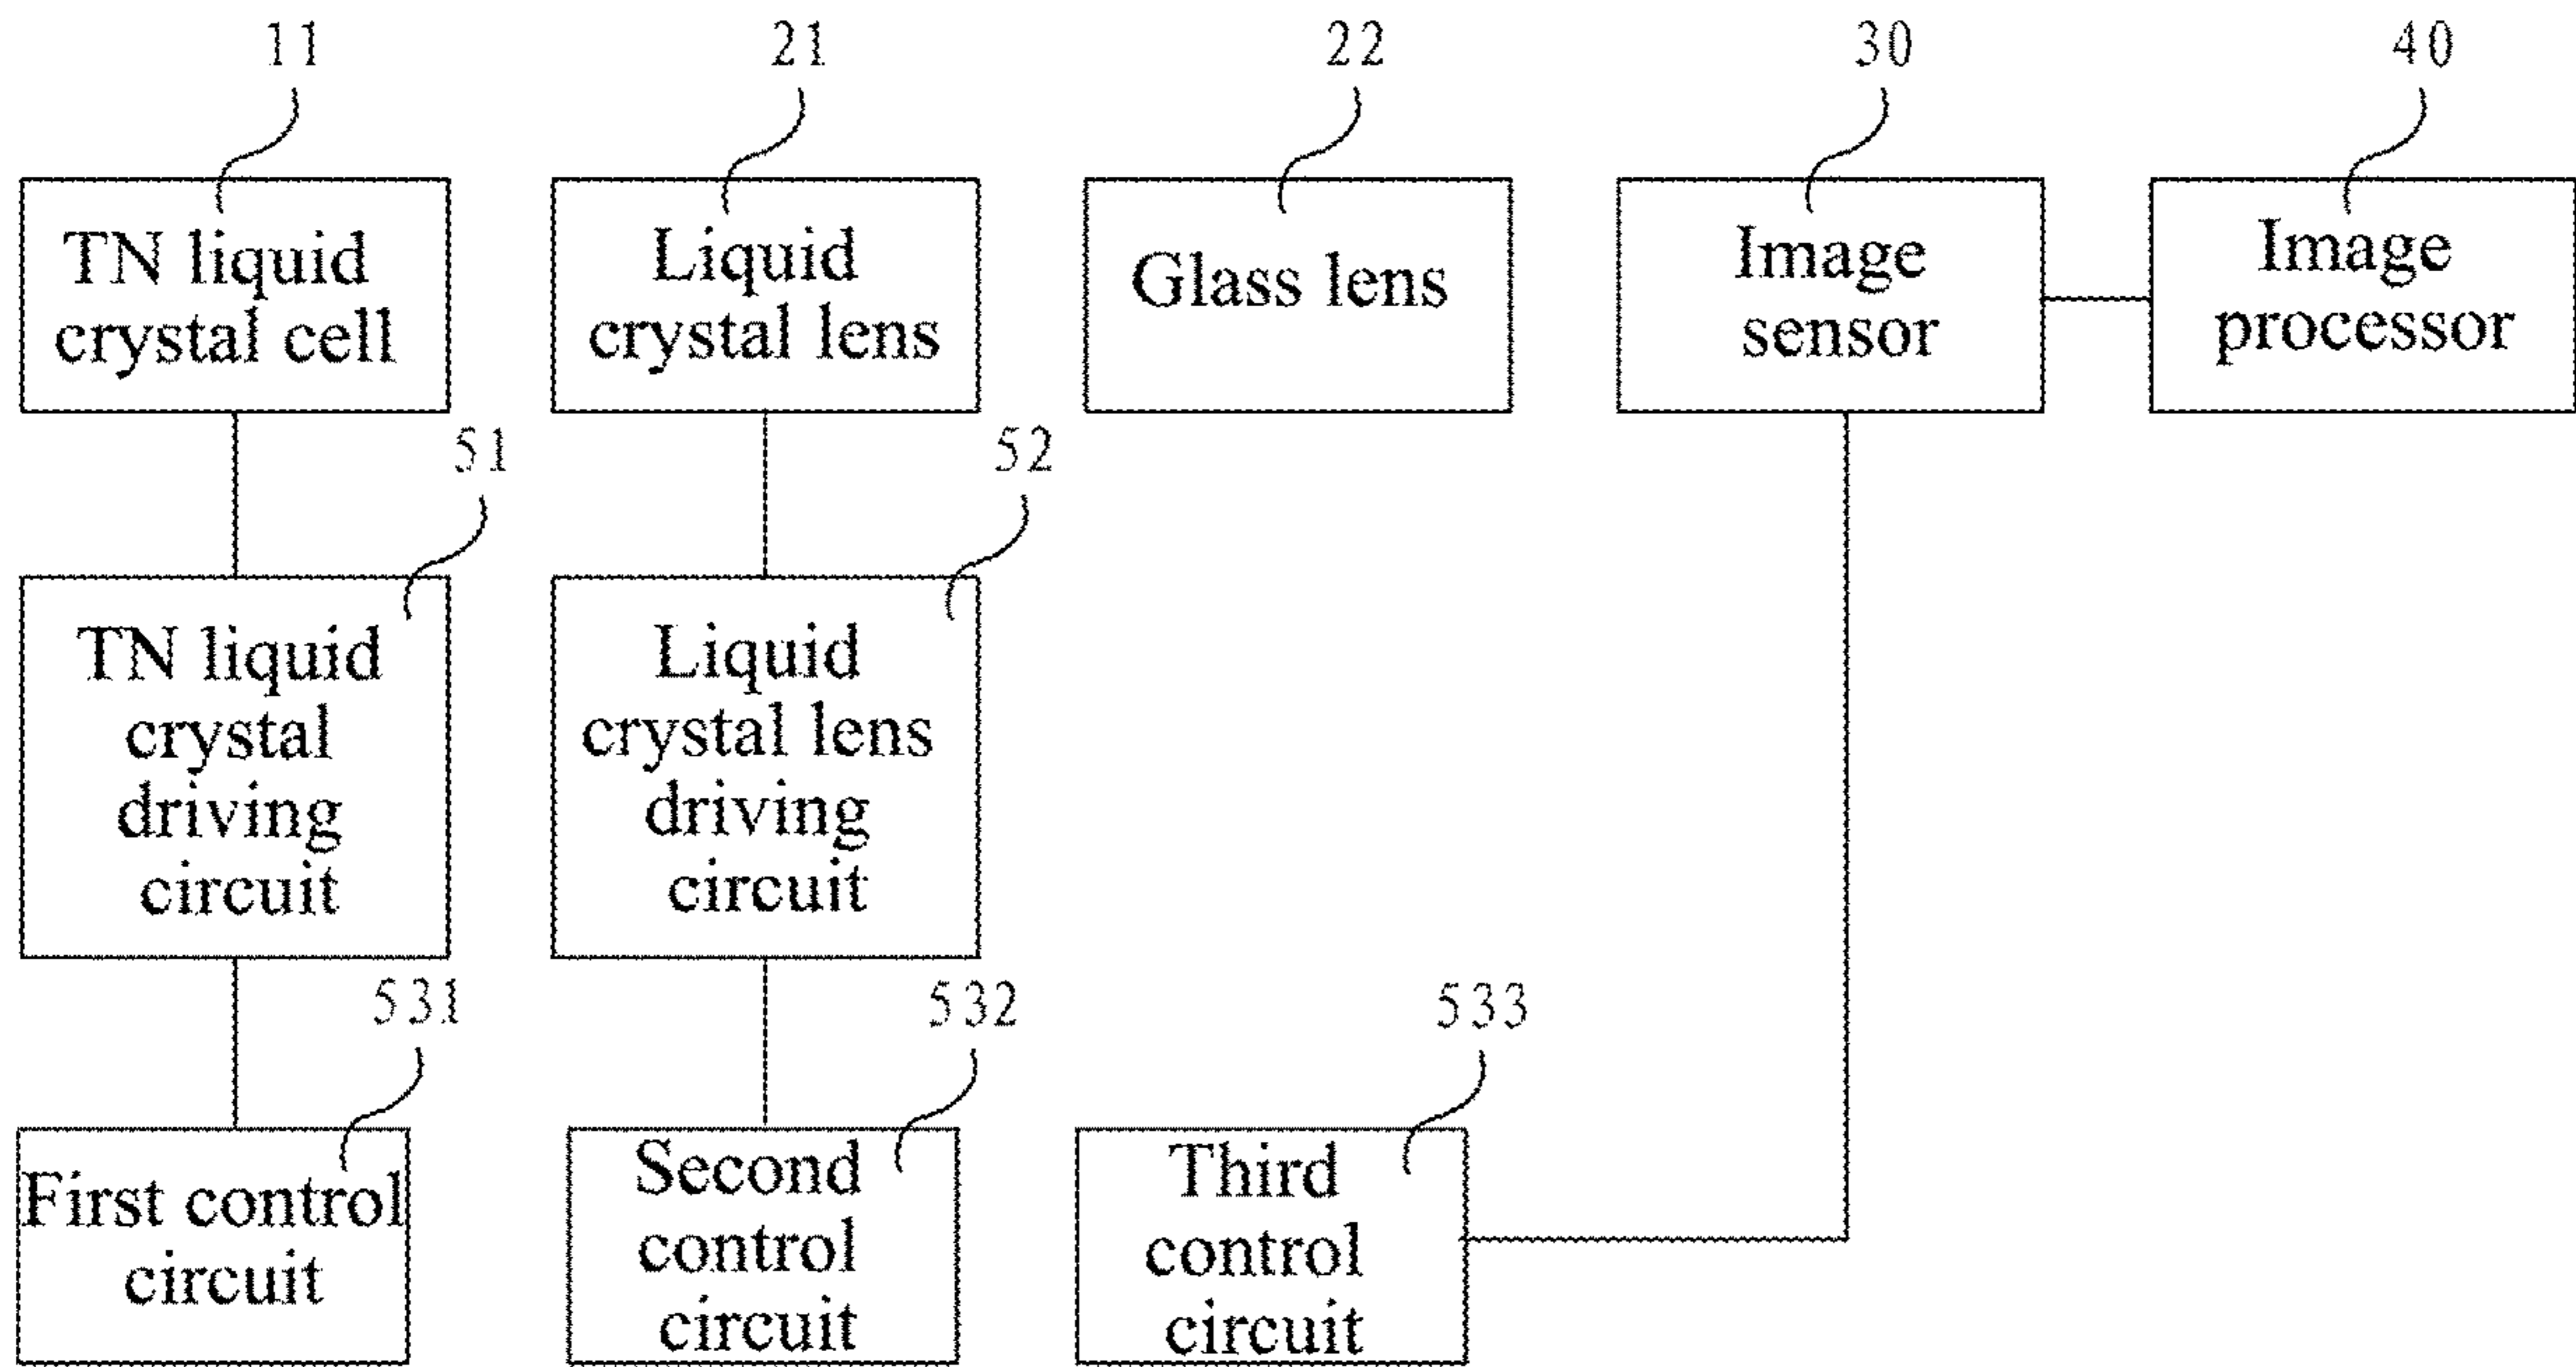 11
21
22
30
40
TN liquid
crystal cell
Liquid
crystal lens
Glass lens
Image
sensor
Image
processor
51
52
TN liquid
crystal
driving
circuit
Liquid
crystal lens
driving
circuit
531
532
533
First control
circuit
Second
control
circuit
Third
control
circuit